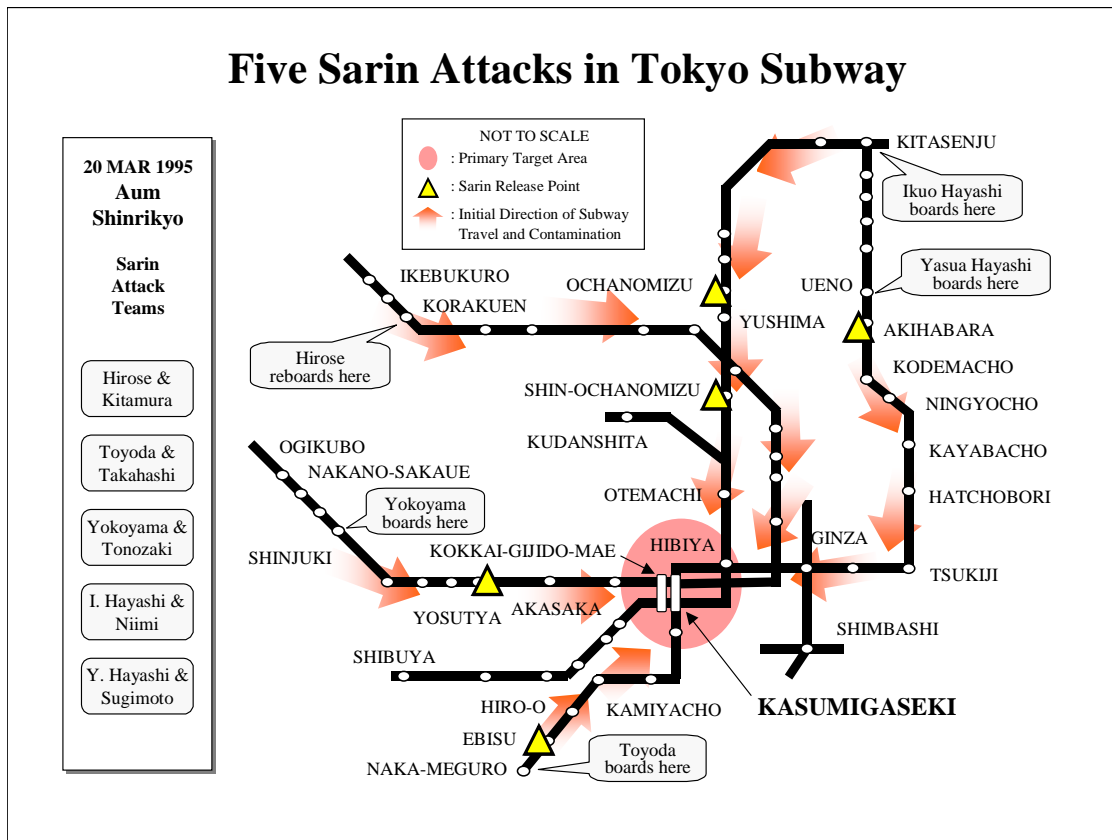 Five Sarin Attacks in Tokyo Subway
20 MAR 1995
Aum
Shinrikyo
Sarin
Attack
Teams
Hirose &
Kitamura
Toyoda &
Takahashi
Yokoyama &
Tonozaki
I. Hayashi &
Niimi
Y. Hayashi &
Sugimoto
NOT TO SCALE
: Primary Target Area
: Sarin Release Point
: Initial Direction of Subway
Travel and Contamination
KITASENJU
Ikuo Hayashi
boards here
IKEBUKURO
KORAKUEN
OCHANOMIZU
UENO
Yasua Hayashi
boards here
YUSHIMA
AKIHABARA
Hirose
reboards here
KODEMACHO
SHIN-OCHANOMIZU
NINGYOCHO
KUDANSHITA
KAYABACHO
OGIKUBO
NAKANO-SAKAUE
OTEMACHI
HATCHOBORI
Yokoyama
boards here
SHINJUKI
KOKKAI-GIJIDO-MAE
HIBIYA
GINZA
TSUKIJI
YOSUTYA
AKASAKA
SHIMBASHI
SHIBUYA
HIRO-O
KAMIYACHO
KASUMIGASEKI
EBISU
NAKA-MEGURO
Toyoda
boards here